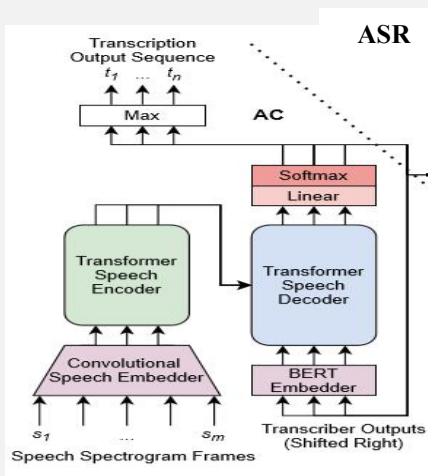 ASR
Transcription
Output Sequence
t1 ... tn
Max
AC
Softmax
Linear
Transformer
Speech
Encoder
Transformer
Speech
Decoder
Convolutional
Speech Embedder
BERT
Embedder
s1 ... sm
Speech Spectrogram Frames
Transcriber Outputs
(Shifted Right)